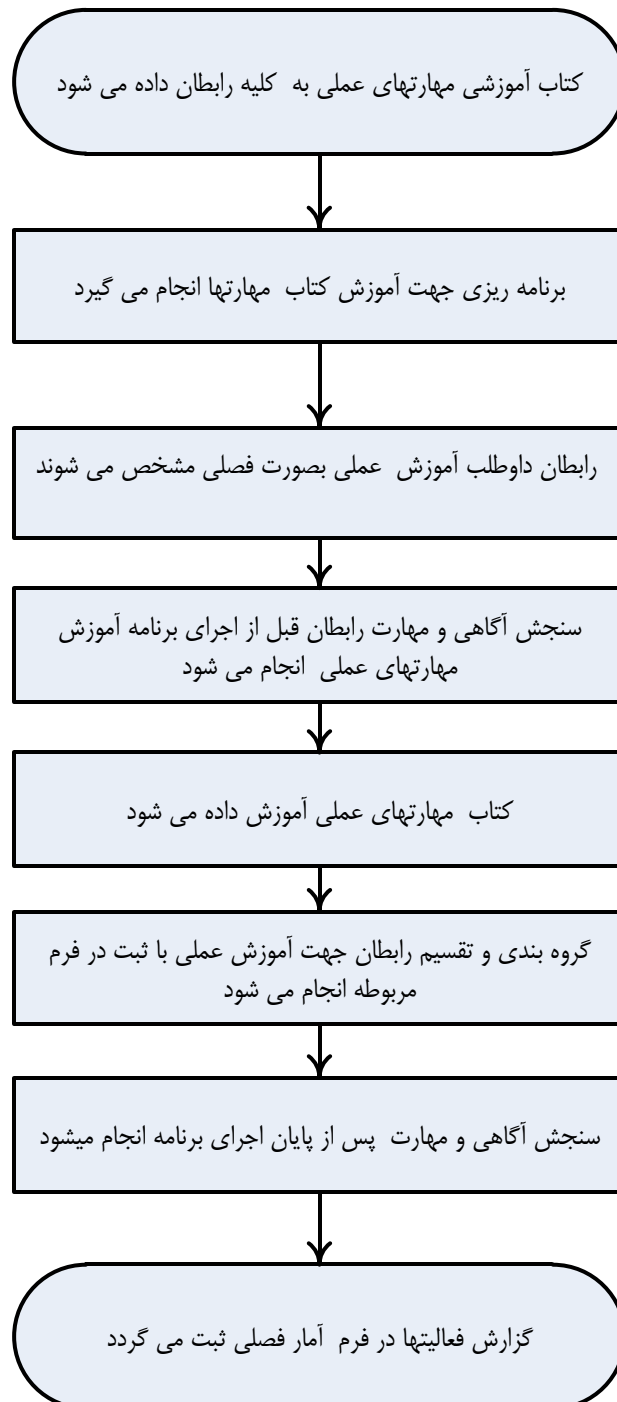 کتاب آموزشی مهارتهای عملی به کلیه رابطان داده می شود
برنامه ریزی جهت آموزش کتاب مهارتها انجام می گیرد
رابطان داوطلب آموزش عملی بصورت فصلی مشخص می شوند
سنجش آگاهی و مهارت رابطان قبل از اجرای برنامه آموزش
مهارتهای عملی انجام می شود
کتاب مهارتهای عملی آموزش داده می شود
گروه بندی و تقسیم رابطان جهت آموزش عملی با ثبت در فرم
مربوطه انجام می شود
سنجش آگاهی و مهارت پس از پایان اجرای برنامه انجام میشود
گزارش فعالیتها در فرم آمار فصلی ثبت می گردد